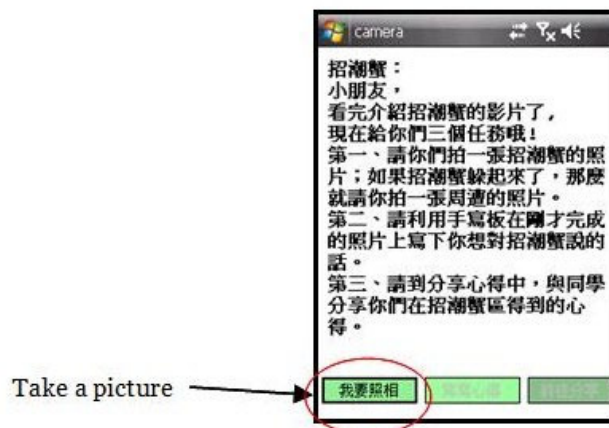 camera
招潮蟹：
小朋友，
看完介紹招潮蟹的影片了，
現在給你們三個任務哦！
第一、請你們拍一張招潮蟹的照
片；如果招潮蟹躲起來了，那麼
就請你拍一張周遭的照片。
第二、請利用手寫板在剛才完成
的照片上寫下你想對招潮蟹說的
話。
第三、請到分享心得中，與同學
分享你們在招潮蟹區得到的心
得。
Take a picture
我要照相